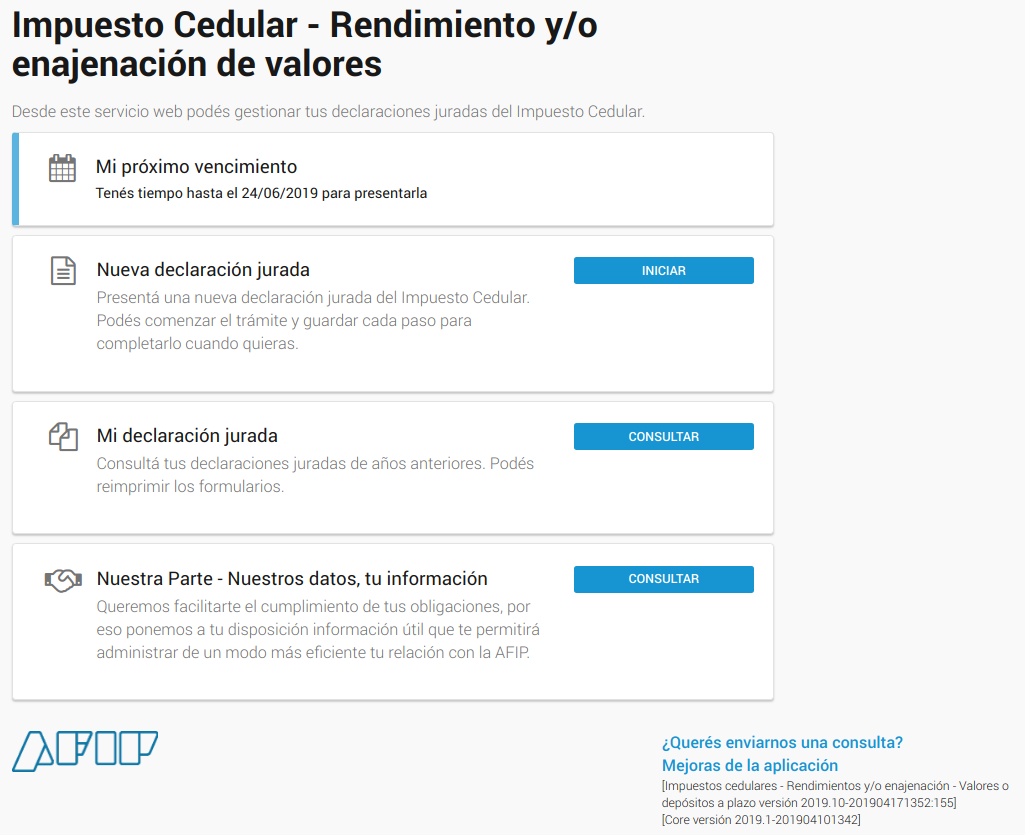 Impuesto Cedular - Rendimiento y/o
enajenación de valores
Desde este servicio web podés gestionar tus declaraciones juradas del Impuesto Cedular.
Mi próximo vencimiento
Tenés tiempo hasta el 24/06/2019 para presentarla
Nueva declaración jurada
INICIAR
Presentá una nueva declaración jurada del Impuesto Cedular.
Podés comenzar el trámite y guardar cada paso para
completarlo cuando quieras.
Mi declaración jurada
CONSULTAR
Consultá tus declaraciones juradas de años anteriores. Podés
reimprimir los formularios.
Nuestra Parte - Nuestros datos, tu información
CONSULTAR
Queremos facilitarte el cumplimiento de tus obligaciones, por
eso ponemos a tu disposición información útil que te permitirá
administrar de un modo más eficiente tu relación con la AFIP.
AFIP
¿Querés enviarnos una consulta?
Mejoras de la aplicación
[Impuestos cedulares - Rendimientos y/o enajenación - Valores o
depósitos a plazo versión 2019.10-201904171352:155]
[Core versión 2019.1-201904101342]